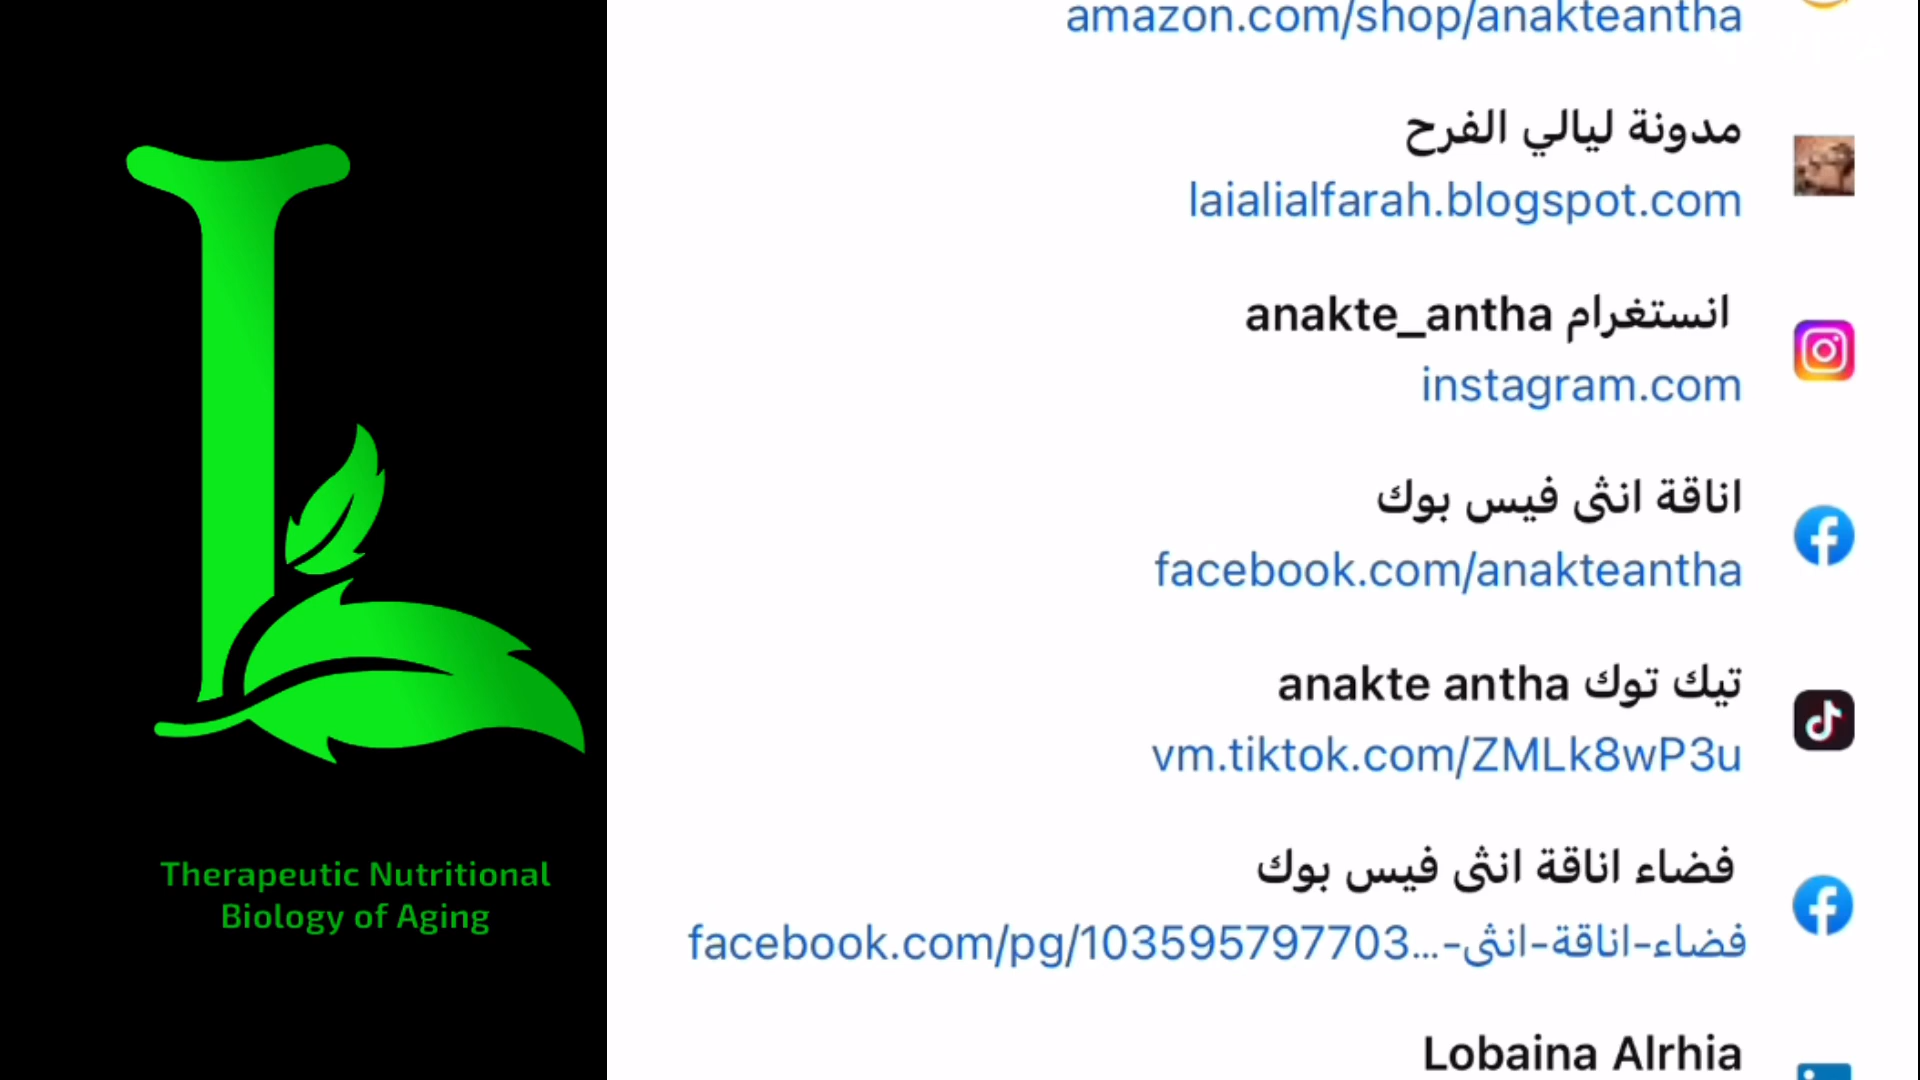 Therapeutic Nutritional
Biology of Aging
amazon.com/shop/anakteantha
مدونة ليالي الفرح
laialialfarah.blogspot.com
انستغرام anakte_antha
instagram.com
اناقة انثى فيس بوك
facebook.com/anakteantha
تيك توك anakte antha
vm.tiktok.com/ZMLk8wP3u
فضاء اناقة انثى فيس بوك
facebook.com/pg/103595797703...-فضاء-اناقة-انثى
Lobaina Alrhia